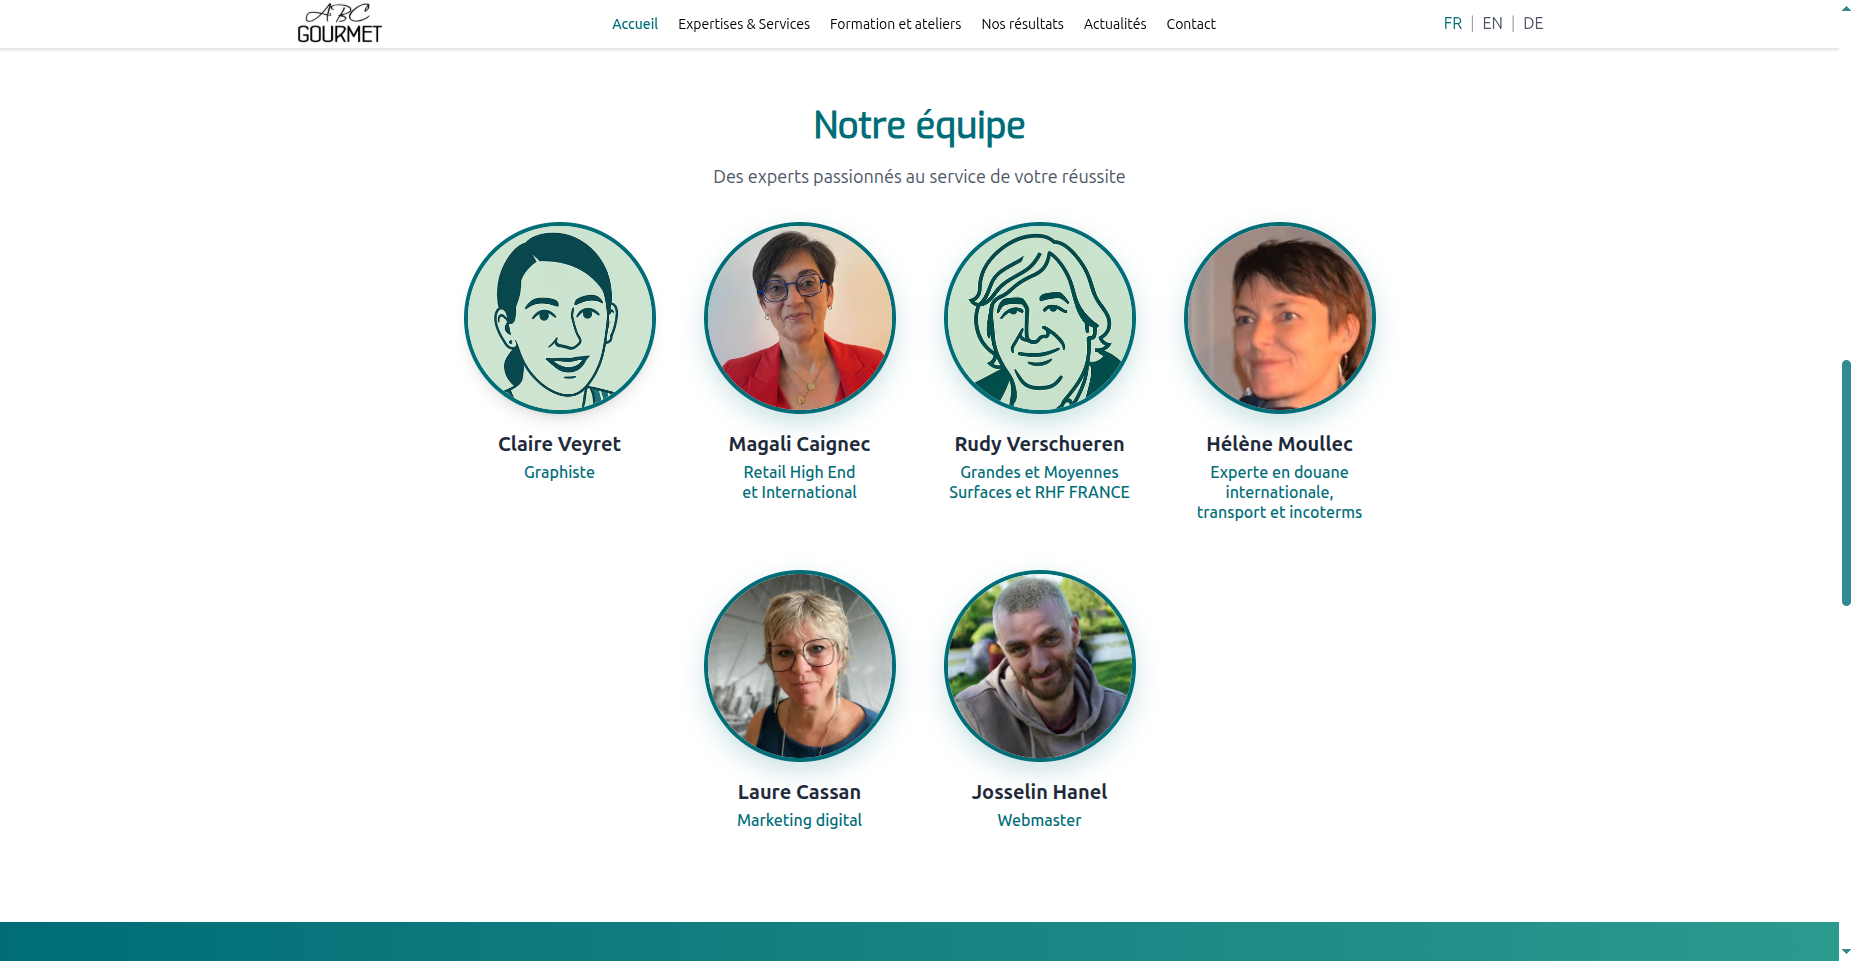 ABC
GOURMET
Accueil
Expertises & Services
Formation et ateliers
Nos résultats
Actualités
Contact
FR | EN | DE
Notre équipe
Des experts passionnés au service de votre réussite
Claire Veyret
Graphiste
Magali Caignec
Retail High End
et International
Rudy Verschueren
Grandes et Moyennes
Surfaces et RHF FRANCE
Hélène Moullec
Experte en douane
internationale,
transport et incoterms
Laure Cassan
Marketing digital
Josselin Hanel
Webmaster